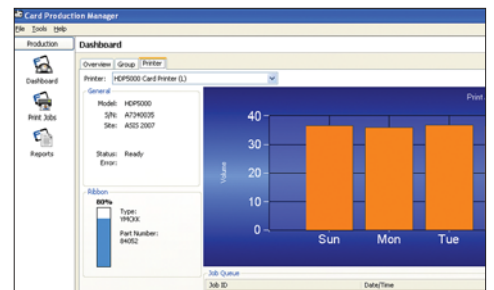 Card Production Manager
File Tools Help
Production
Dashboard
Print Jobs
Reports
Dashboard
Overview Group Printer
Printer: HDP5000 Card Printer (L)
General
Model: HDP5000
S/N: A7340035
Site: ASIS 2007
Status: Ready
Error:
Ribbon
80%
Type:
YMCKK
Part Number:
84052
Print
Volume
40
30
20
10
0
Sun Mon Tue
Job Queue
Job ID Date/Time